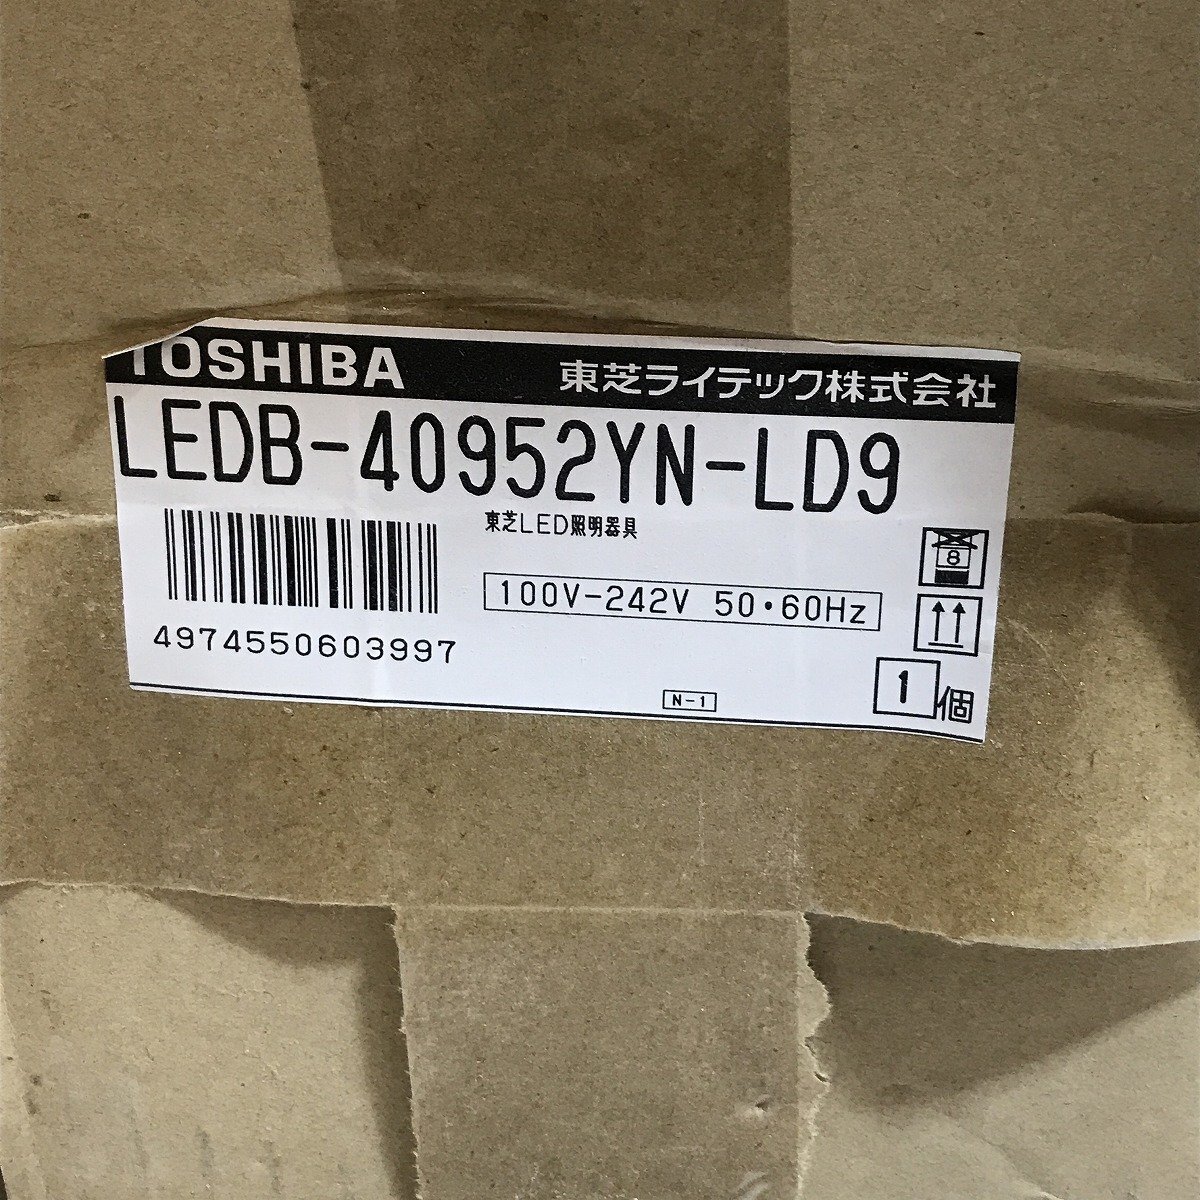 TOSHIBA 東芝ライテック株式会社
LEDB-40952YN-LD9
東芝LED照明器具
8
100V-242V 50・60Hz
4974550603997
1個
N-1